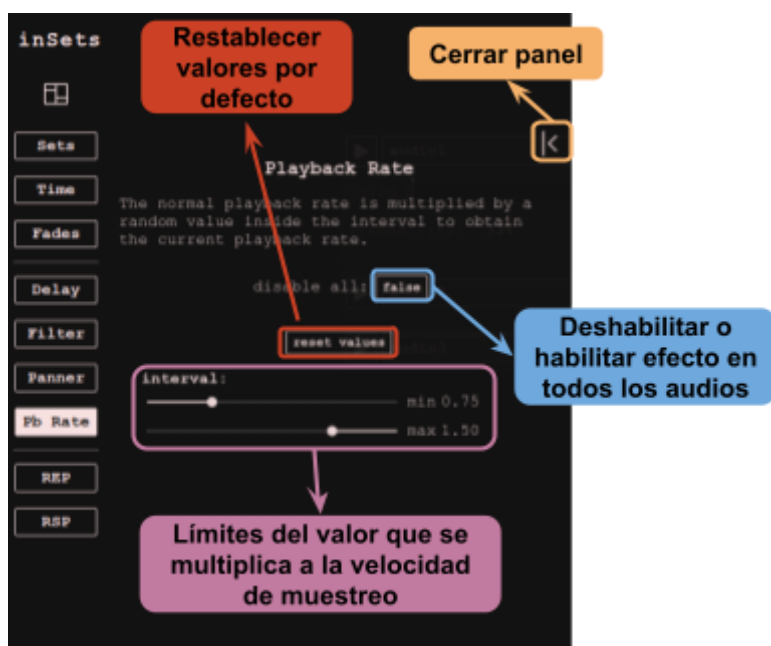 inSets
Restablecer
valores por
defecto
Cerrar panel
Sets
Time
Fades
Delay
Filter
Panner
Pb Rate
REP
RSP
Playback Rate
The normal playback rate is multiplied by a
random value inside the interval to obtain
the current playback rate.
disable all: false
reset values
interval:
min 0.75
max 1.50
Deshabilitar o
habilitar efecto en
todos los audios
Límites del valor que se
multiplica a la velocidad
de muestreo